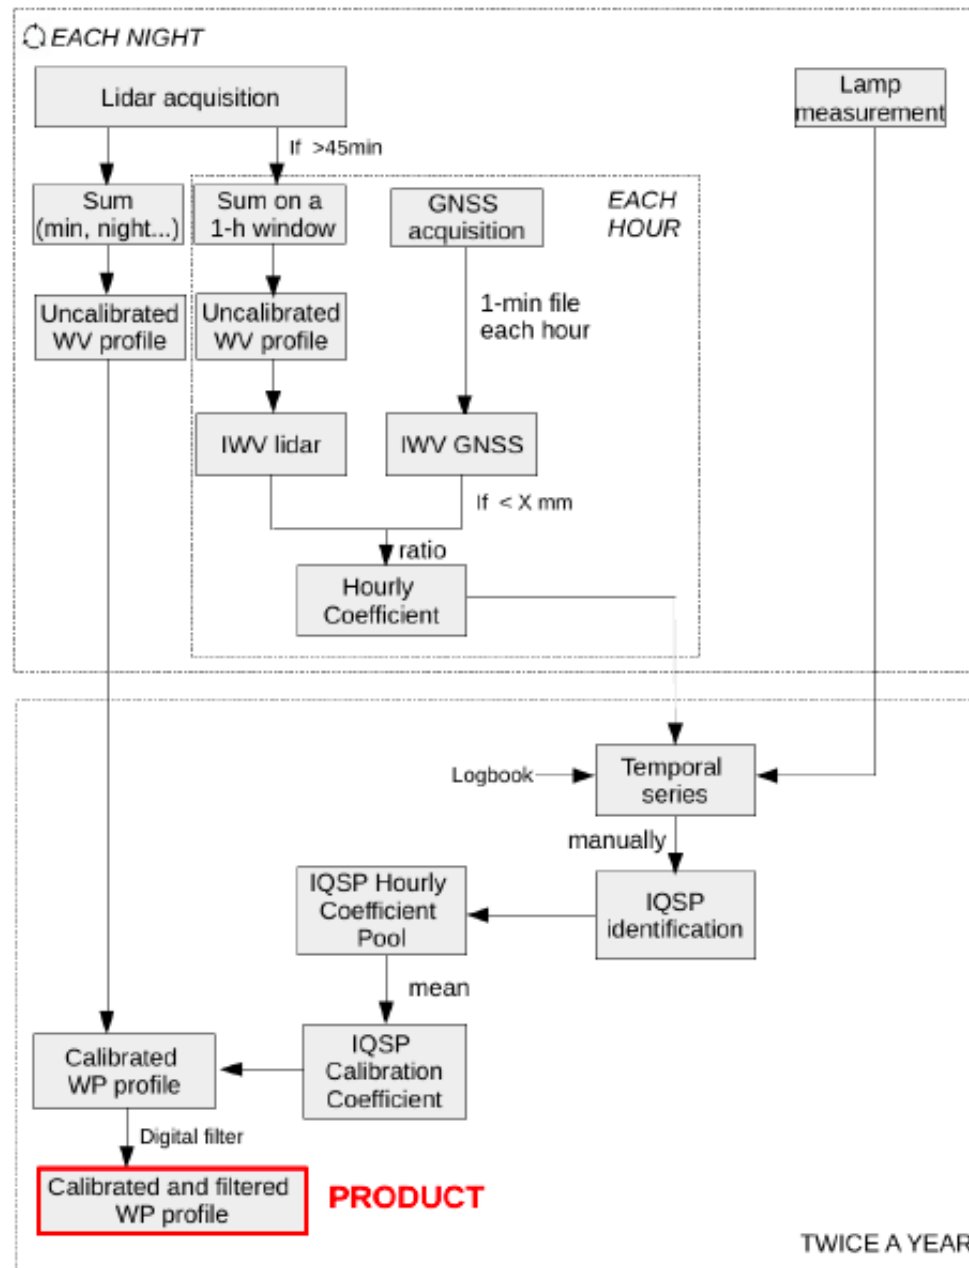 EACH NIGHT
Lidar acquisition
Lamp
measurement
If >45min
Sum
(min, night...)
Sum on a
1-h window
GNSS
acquisition
EACH
HOUR
Uncalibrated
WV profile
Uncalibrated
WV profile
1-min file
each hour
IWV lidar
IWV GNSS
If < X mm
ratio
Hourly
Coefficient
Logbook
Temporal
series
manually
IQSP Hourly
Coefficient
Pool
IQSP
identification
mean
Calibrated
WP profile
IQSP
Calibration
Coefficient
Digital filter
Calibrated and filtered
WP profile
PRODUCT
TWICE A YEAR